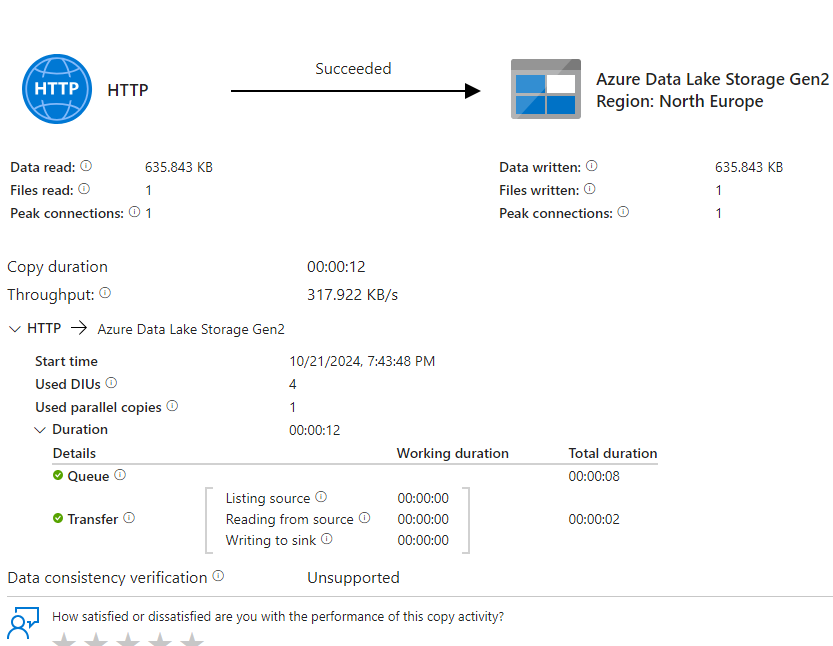 Succeeded
HTTP HTTP
Azure Data Lake Storage Gen2
Region: North Europe
Data read: 635.843 KB
Files read: 1
Peak connections: 1
Data written: 635.843 KB
Files written: 1
Peak connections: 1
Copy duration 00:00:12
Throughput: 317.922 KB/s
HTTP → Azure Data Lake Storage Gen2
Start time 10/21/2024, 7:43:48 PM
Used DIUs 4
Used parallel copies 1
Duration 00:00:12
Details Working duration Total duration
Queue 00:00:08
Listing source 00:00:00
Transfer Reading from source 00:00:00 00:00:02
Writing to sink 00:00:00
Data consistency verification Unsupported
How satisfied or dissatisfied are you with the performance of this copy activity?